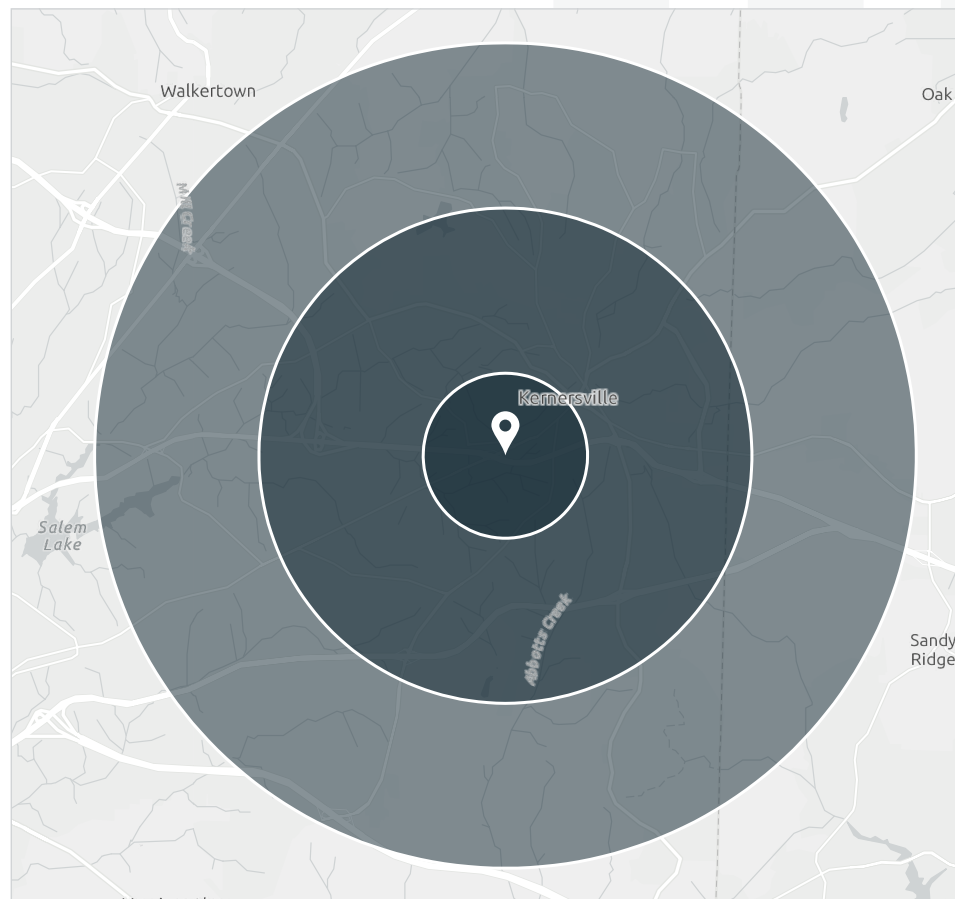 Walkertown
Oak
Mill Creek
Kernersville
Salem
Lake
Abbotts Creek
Sandy
Ridge